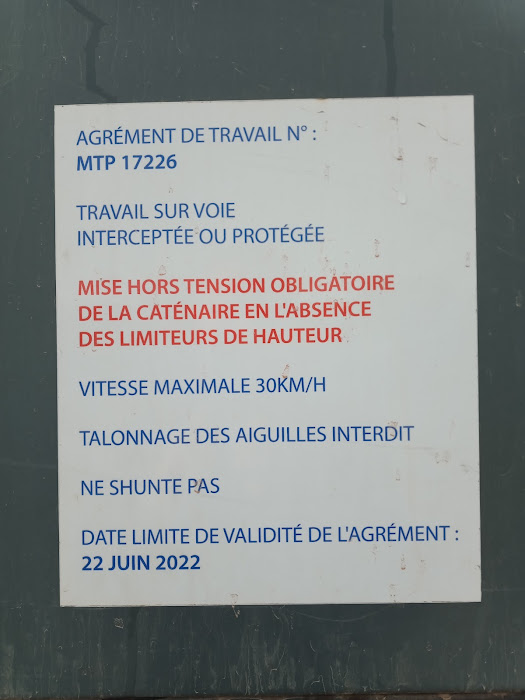 AGRÉMENT DE TRAVAIL N° :
MTP 17226
TRAVAIL SUR VOIE
INTERCEPTÉE OU PROTÉGÉE
MISE HORS TENSION OBLIGATOIRE
DE LA CATÉNAIRE EN L'ABSENCE
DES LIMITEURS DE HAUTEUR
VITESSE MAXIMALE 30KM/H
TALONNAGE DES AIGUILLES INTERDIT
NE SHUNTE PAS
DATE LIMITE DE VALIDITÉ DE L'AGRÉMENT :
22 JUIN 2022